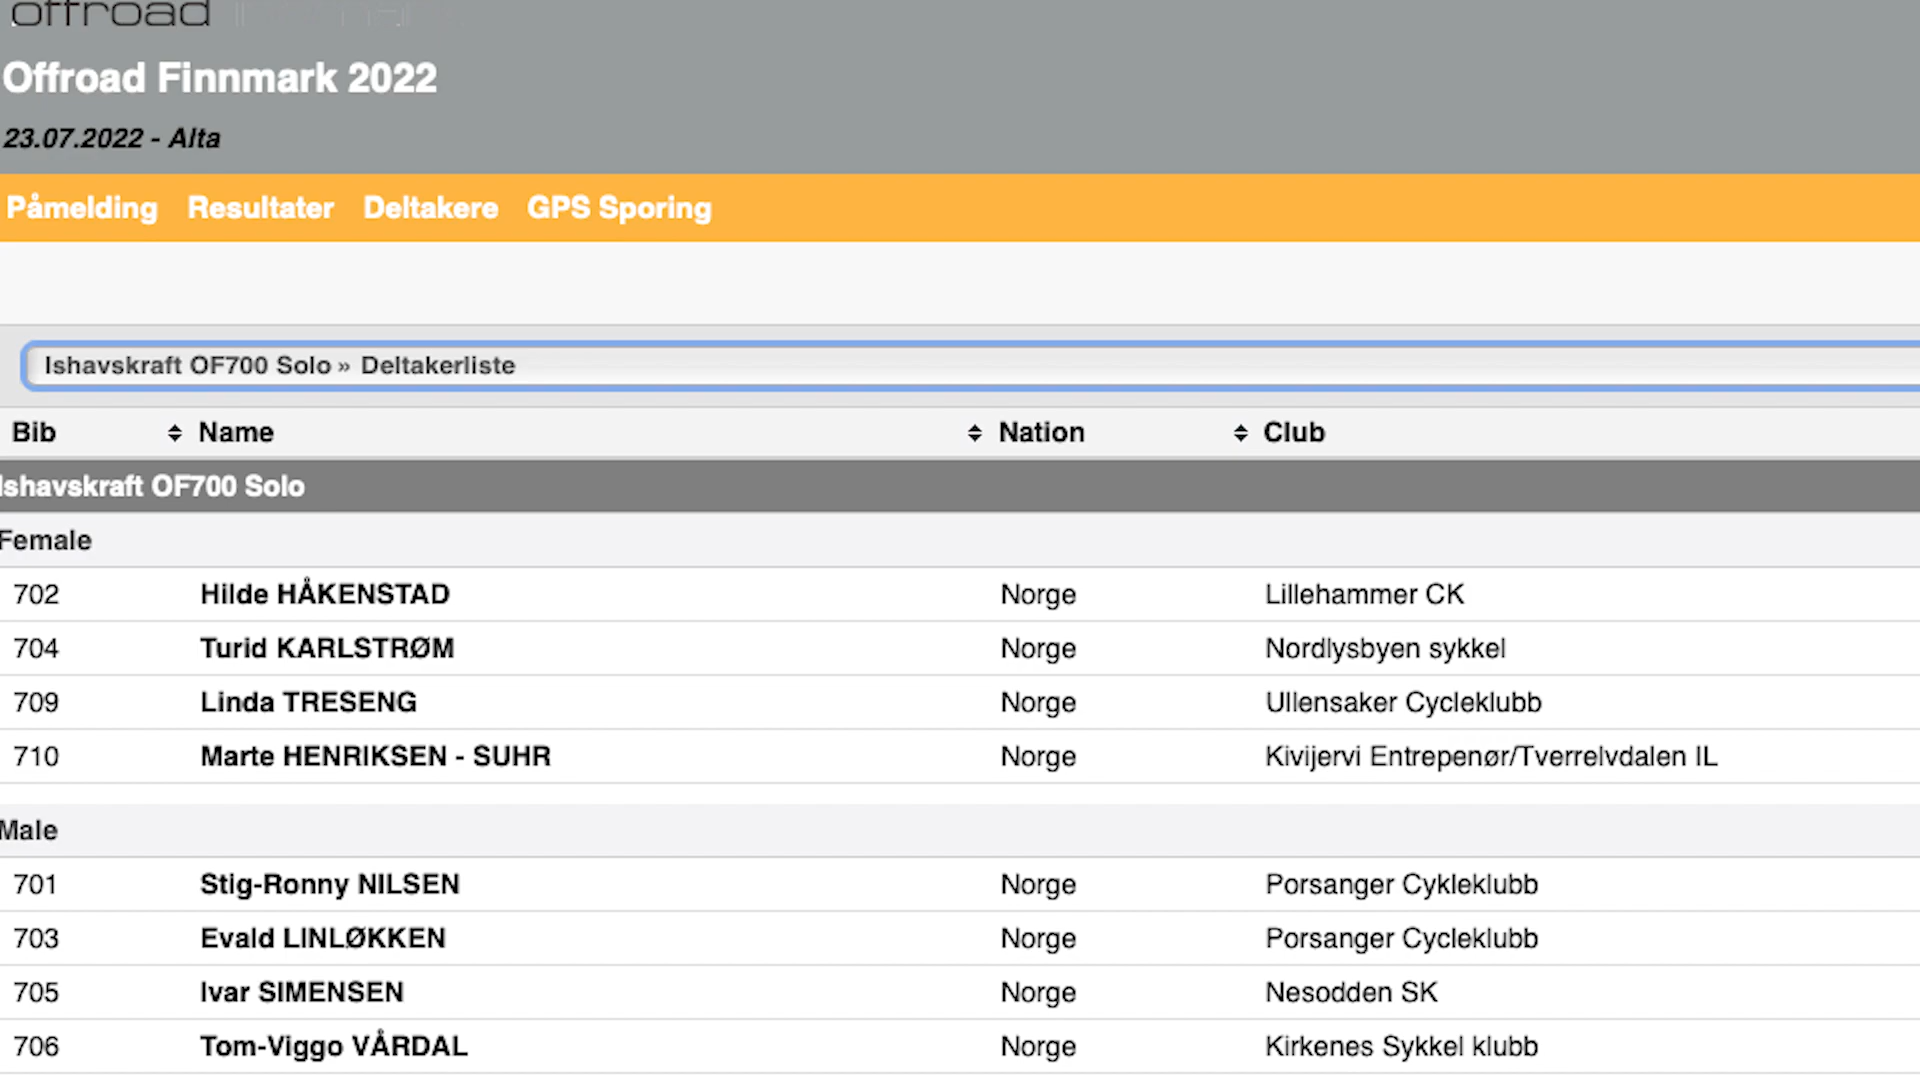 offroad
Offroad Finnmark 2022
23.07.2022 - Alta
Påmelding Resultater Deltakere GPS Sporing
Ishavskraft OF700 Solo » Deltakerliste
Bib Name Nation Club
Ishavskraft OF700 Solo
Female
702 Hilde HÅKENSTAD Norge Lillehammer CK
704 Turid KARLSTRØM Norge Nordlysbyen sykkel
709 Linda TRESENG Norge Ullensaker Cycleklubb
710 Marte HENRIKSEN - SUHR Norge Kivijervi Entrepenør/Tverrelvdalen IL
Male
701 Stig-Ronny NILSEN Norge Porsanger Cykleklubb
703 Evald LINLØKKEN Norge Porsanger Cycleklubb
705 Ivar SIMENSEN Norge Nesodden SK
706 Tom-Viggo VÅRDAL Norge Kirkenes Sykkel klubb